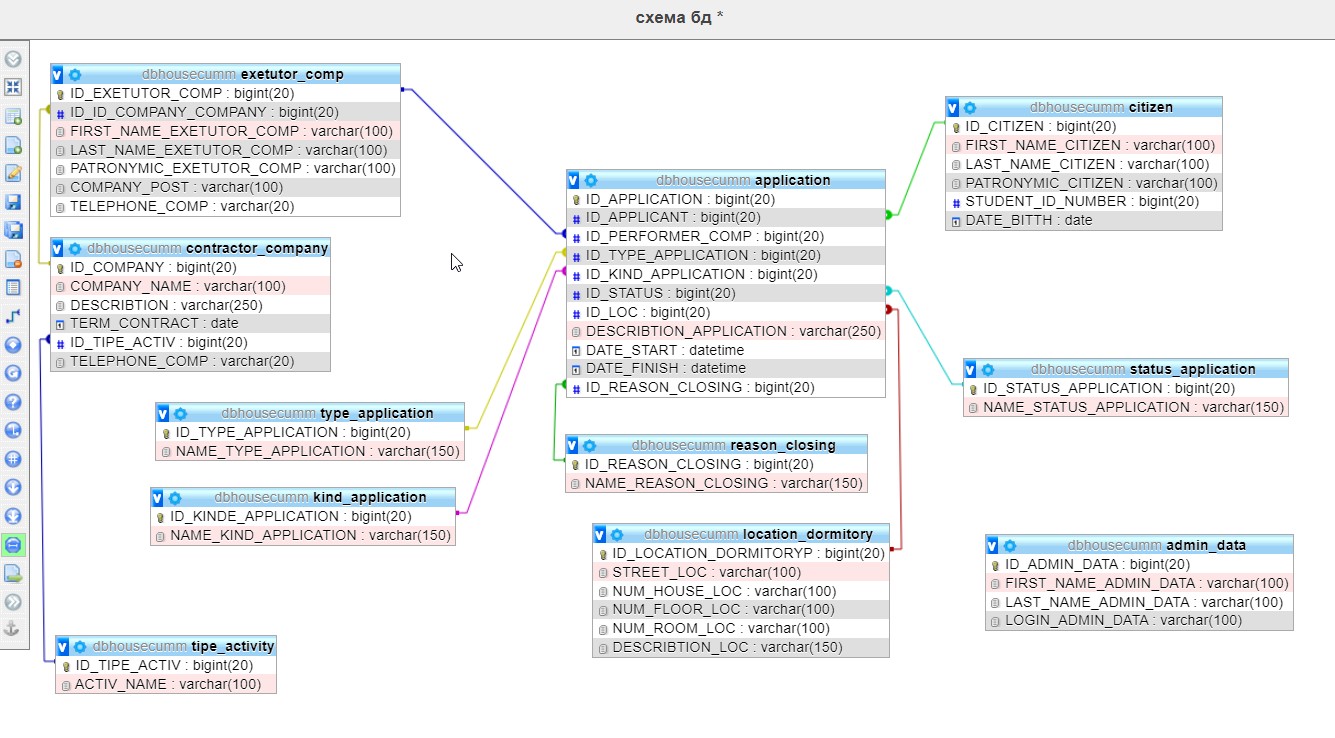 схема бд *
dbhousecumm exetutor_comp
ID_EXETUTOR_COMP : bigint(20)
ID_ID_COMPANY_COMPANY : bigint(20)
FIRST_NAME_EXETUTOR_COMP : varchar(100)
LAST_NAME_EXETUTOR_COMP : varchar(100)
PATRONYMIC_EXETUTOR_COMP : varchar(100)
COMPANY_POST : varchar(100)
TELEPHONE_COMP : varchar(20)
dbhousecumm contractor_company
ID_COMPANY : bigint(20)
COMPANY_NAME : varchar(100)
DESCRIBTION : varchar(250)
TERM_CONTRACT : date
ID_TIPE_ACTIV : bigint(20)
TELEPHONE_COMP : varchar(20)
dbhousecumm type_application
ID_TYPE_APPLICATION : bigint(20)
NAME_TYPE_APPLICATION : varchar(150)
dbhousecumm kind_application
ID_KINDE_APPLICATION : bigint(20)
NAME_KIND_APPLICATION : varchar(150)
dbhousecumm tipe_activity
ID_TIPE_ACTIV : bigint(20)
ACTIV_NAME : varchar(100)
dbhousecumm application
ID_APPLICATION : bigint(20)
ID_APPLICANT : bigint(20)
ID_PERFORMER_COMP : bigint(20)
ID_TYPE_APPLICATION : bigint(20)
ID_KIND_APPLICATION : bigint(20)
ID_STATUS : bigint(20)
ID_LOC : bigint(20)
DESCRIBTION_APPLICATION : varchar(250)
DATE_START : datetime
DATE_FINISH : datetime
ID_REASON_CLOSING : bigint(20)
dbhousecumm reason_closing
ID_REASON_CLOSING : bigint(20)
NAME_REASON_CLOSING : varchar(150)
dbhousecumm location_dormitory
ID_LOCATION_DORMITORYP : bigint(20)
STREET_LOC : varchar(100)
NUM_HOUSE_LOC : varchar(100)
NUM_FLOOR_LOC : varchar(100)
NUM_ROOM_LOC : varchar(100)
DESCRIBTION_LOC : varchar(150)
dbhousecumm citizen
ID_CITIZEN : bigint(20)
FIRST_NAME_CITIZEN : varchar(100)
LAST_NAME_CITIZEN : varchar(100)
PATRONYMIC_CITIZEN : varchar(100)
STUDENT_ID_NUMBER : bigint(20)
DATE_BITTH : date
dbhousecumm status_application
ID_STATUS_APPLICATION : bigint(20)
NAME_STATUS_APPLICATION : varchar(150)
dbhousecumm admin_data
ID_ADMIN_DATA : bigint(20)
FIRST_NAME_ADMIN_DATA : varchar(100)
LAST_NAME_ADMIN_DATA : varchar(100)
LOGIN_ADMIN_DATA : varchar(100)